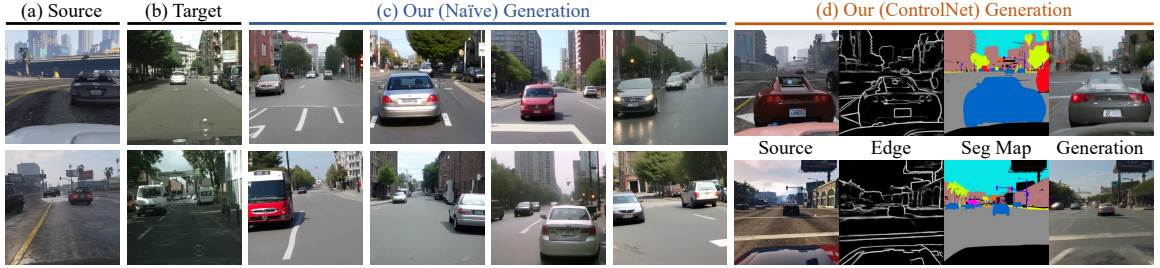 (a) Source
(b) Target
(c) Our (Naïve) Generation
(d) Our (ControlNet) Generation
Source
Edge
Seg Map
Generation